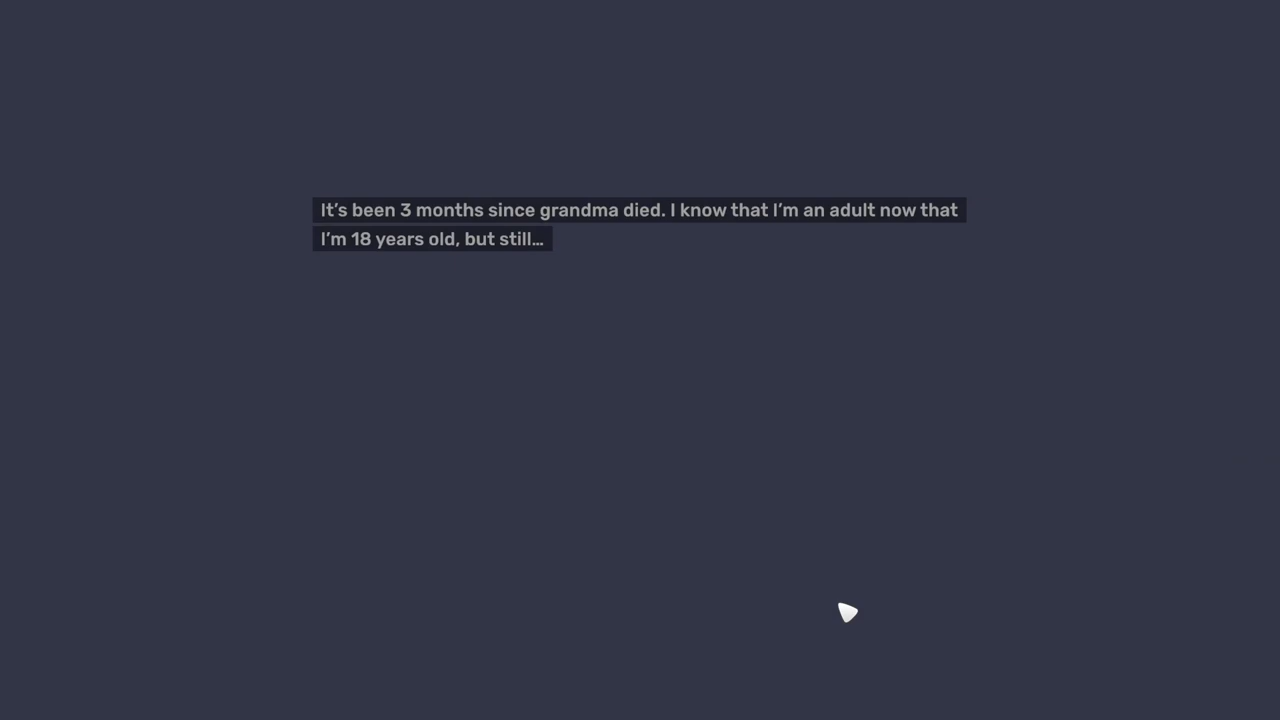 It’s been 3 months since grandma died. I know that I’m an adult now that
I’m 18 years old, but still…